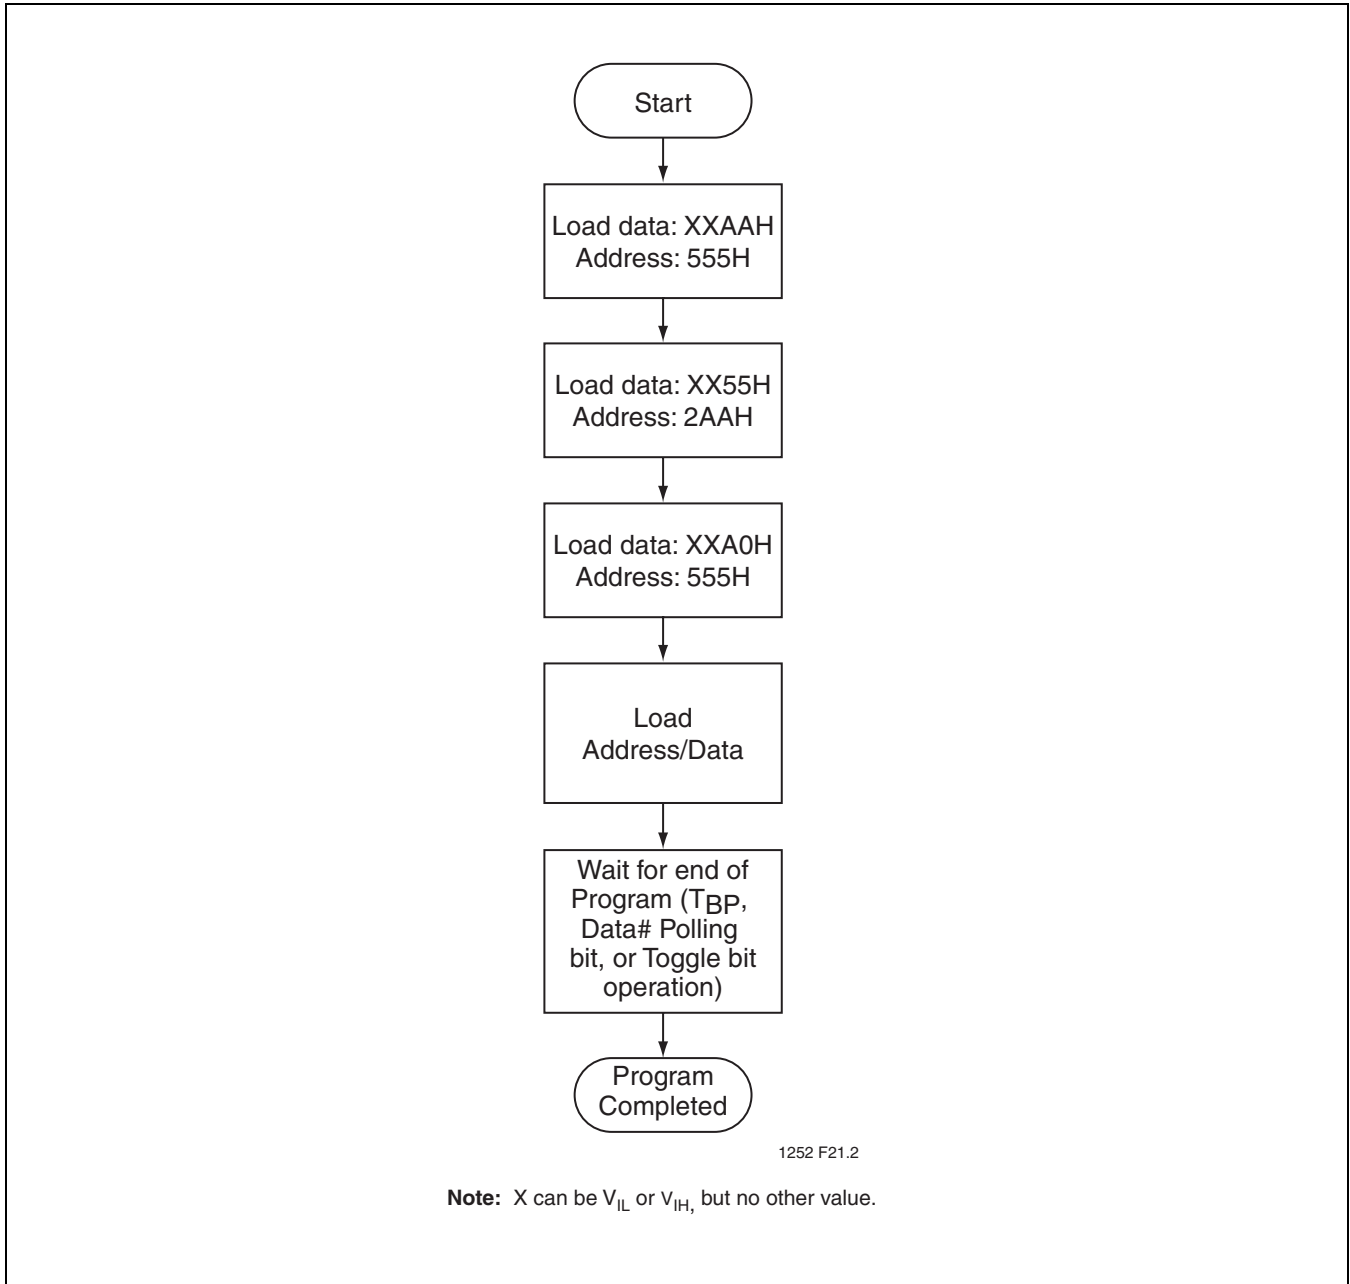 Start
Load data: XXAAH
Address: 555H
Load data: XX55H
Address: 2AAH
Load data: XXA0H
Address: 555H
Load
Address/Data
Wait for end of
Program (TBP,
Data# Polling
bit, or Toggle bit
operation)
Program
Completed
1252 F21.2
Note: X can be VIL or VIH, but no other value.